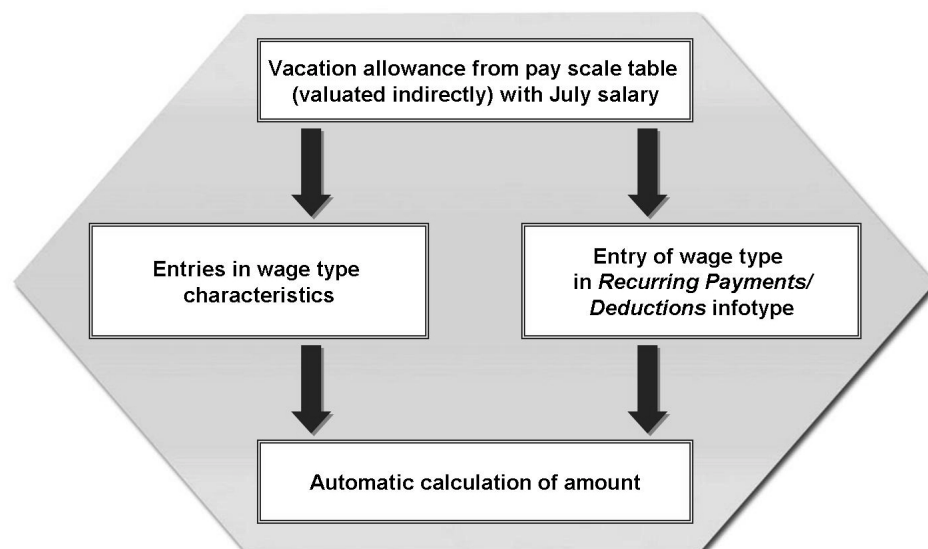 Vacation allowance from pay scale table
(valuated indirectly) with July salary
Entries in wage type
characteristics
Entry of wage type
in Recurring Payments/
Deductions infotype
Automatic calculation of amount